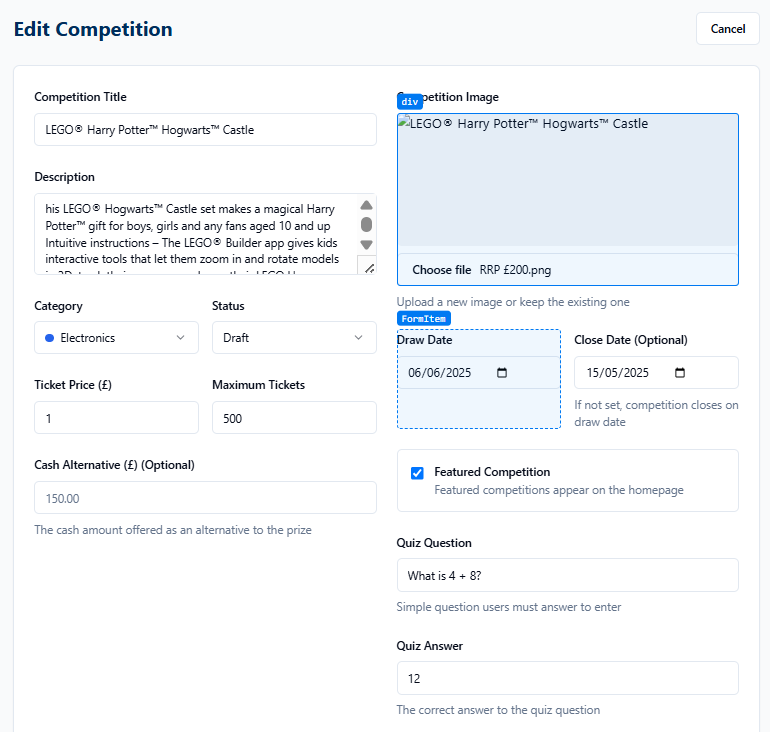 Edit Competition
Cancel
Competition Title
LEGO® Harry Potter™ Hogwarts™ Castle
Description
his LEGO® Hogwarts™ Castle set makes a magical Harry
Potter™ gift for boys, girls and any fans aged 10 and up
Intuitive instructions – The LEGO® Builder app gives kids
interactive tools that let them zoom in and rotate models
Category
Status
Electronics
Draft
Ticket Price (£)
Maximum Tickets
1
500
Cash Alternative (£) (Optional)
150.00
The cash amount offered as an alternative to the prize
div
petition Image
LEGO® Harry Potter™ Hogwarts™ Castle
Choose file RRP £200.png
Upload a new image or keep the existing one
FormItem
Draw Date
Close Date (Optional)
06/06/2025
15/05/2025
If not set, competition closes on
draw date
Featured Competition
Featured competitions appear on the homepage
Quiz Question
What is 4 + 8?
Simple question users must answer to enter
Quiz Answer
12
The correct answer to the quiz question